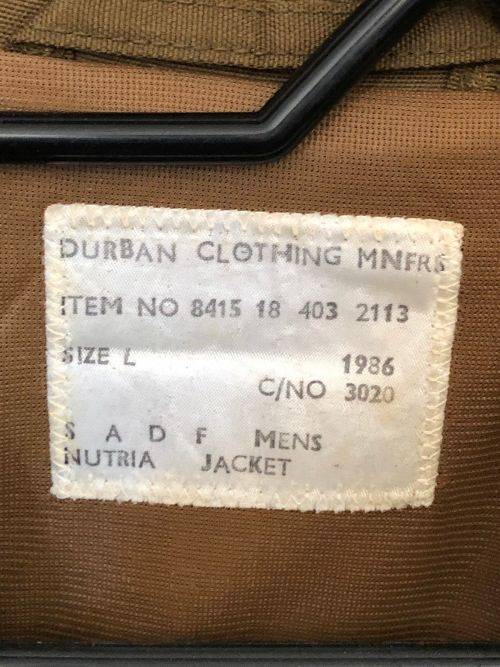 DURBAN CLOTHING MNFRS
ITEM NO 8415 18 403 2113
SIZE L 1986
C/NO 3020
S A D F MENS
NUTRIA JACKET